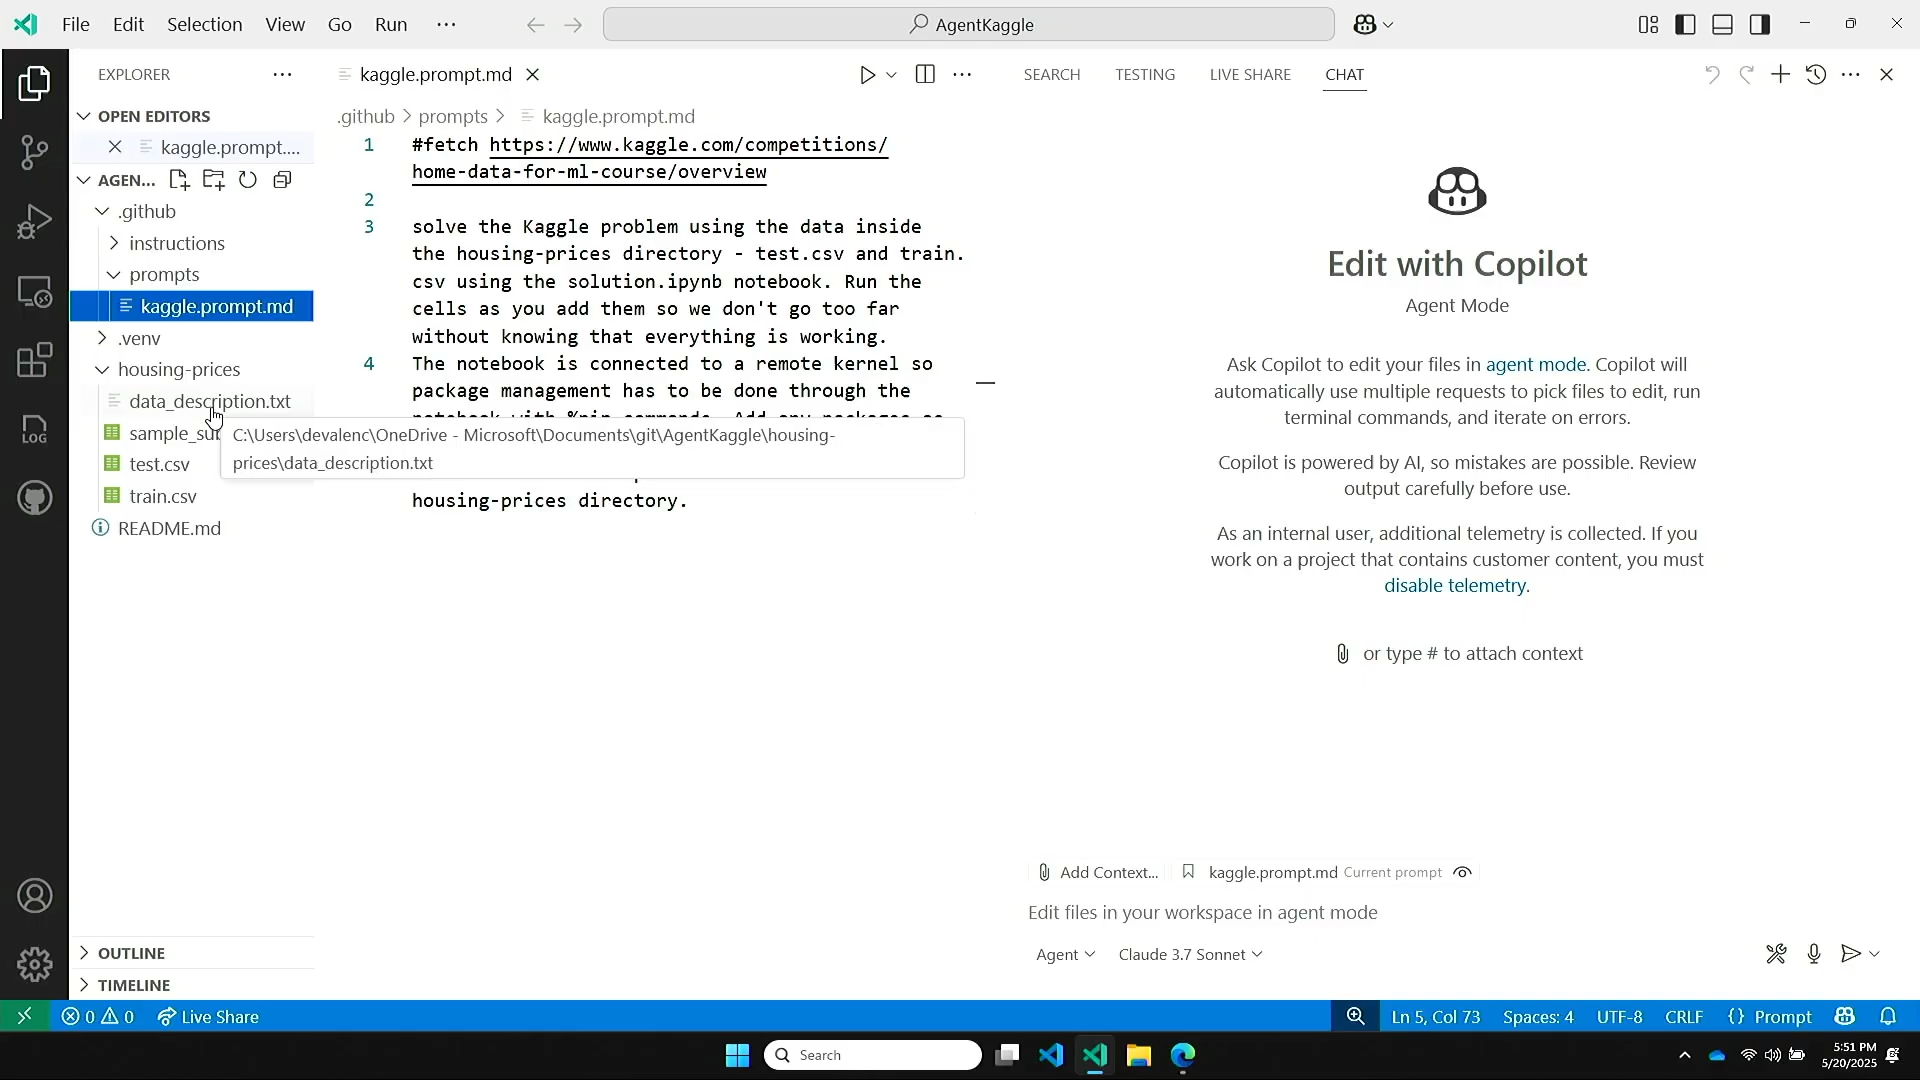 File Edit Selection View Go Run
AgentKaggle
EXPLORER
OPEN EDITORS
kaggle.prompt....
AGEN...
.github
instructions
prompts
kaggle.prompt.md
.venv
housing-prices
data_description.txt
sample_sub
test.csv
train.csv
README.md
OUTLINE
TIMELINE
kaggle.prompt.md
.github > prompts > kaggle.prompt.md
1 #fetch https://www.kaggle.com/competitions/
home-data-for-ml-course/overview
2
3 solve the Kaggle problem using the data inside
the housing-prices directory - test.csv and train.
csv using the solution.ipynb notebook. Run the
cells as you add them so we don't go too far
without knowing that everything is working.
4 The notebook is connected to a remote kernel so
package management has to be done through the
notebook with %pip commands. Add any packages as
C:\Users\devalenc\OneDrive - Microsoft\Documents\git\AgentKaggle\housing-
prices\data_description.txt
housing-prices directory.
SEARCH TESTING LIVE SHARE CHAT
Edit with Copilot
Agent Mode
Ask Copilot to edit your files in agent mode. Copilot will
automatically use multiple requests to pick files to edit, run
terminal commands, and iterate on errors.
Copilot is powered by AI, so mistakes are possible. Review
output carefully before use.
As an internal user, additional telemetry is collected. If you
work on a project that contains customer content, you must
disable telemetry.
or type # to attach context
Add Context... kaggle.prompt.md Current prompt
Edit files in your workspace in agent mode
Agent Claude 3.7 Sonnet
0 0 Live Share
Ln 5, Col 73 Spaces: 4 UTF-8 CRLF {} Prompt
Search
5:51 PM
5/20/2025
LOG